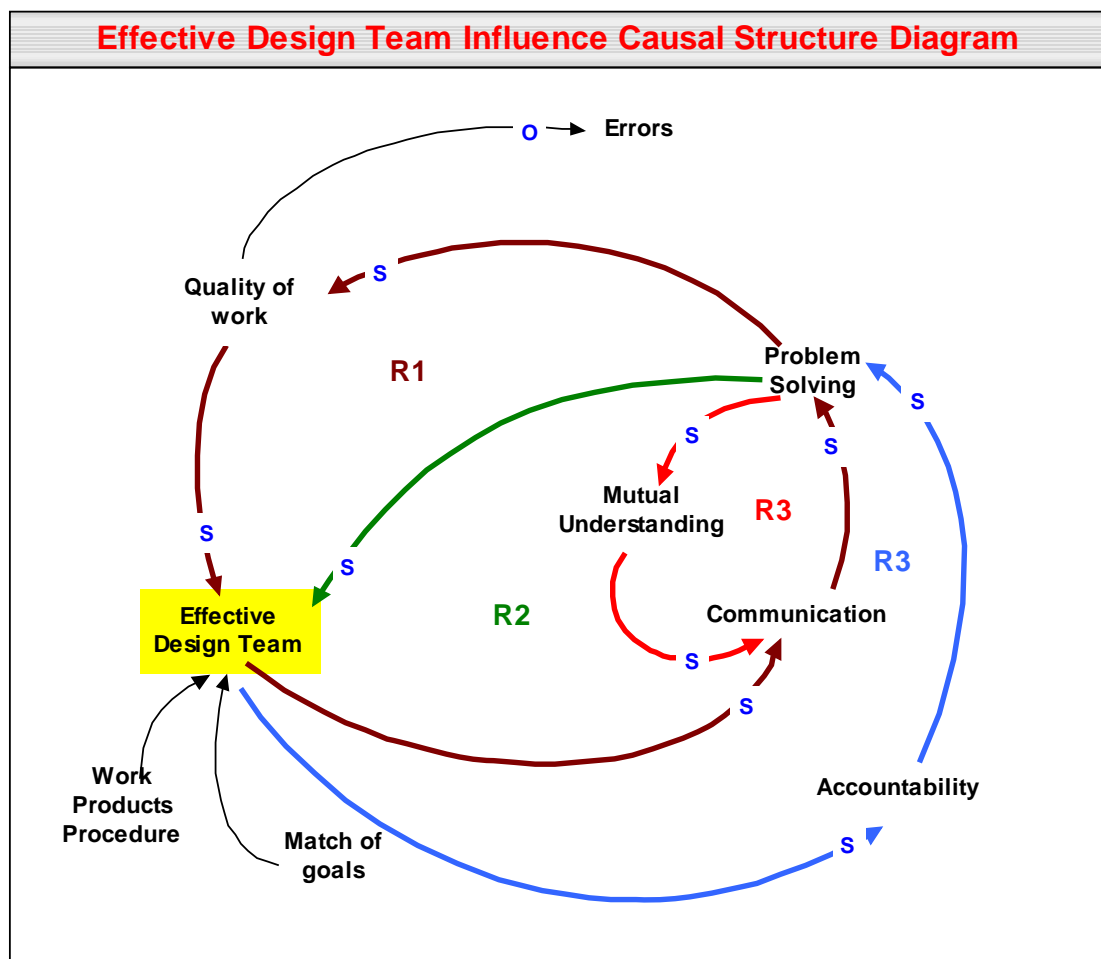 Effective Design Team Influence Causal Structure Diagram
O
Errors
S
Quality of
work
Problem
Solving
R1
S
S
S
Mutual
Understanding
R3
S
R3
S
Effective
Design Team
R2
Communication
S
S
Work
Products
Procedure
Match of
goals
Accountability
S